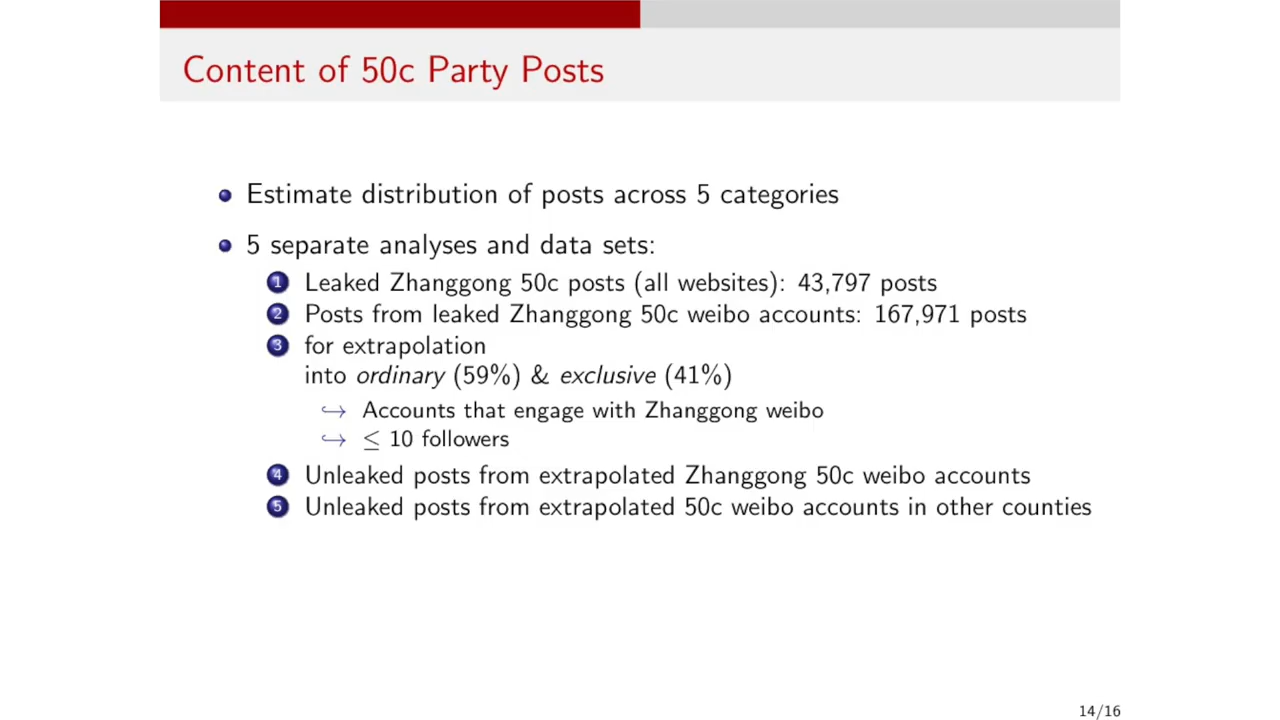 Content of 50c Party Posts
Estimate distribution of posts across 5 categories
5 separate analyses and data sets:
1 Leaked Zhanggong 50c posts (all websites): 43,797 posts
2 Posts from leaked Zhanggong 50c weibo accounts: 167,971 posts
3 for extrapolation
into ordinary (59%) & exclusive (41%)
↪ Accounts that engage with Zhanggong weibo
↪ ≤ 10 followers
4 Unleaked posts from extrapolated Zhanggong 50c weibo accounts
5 Unleaked posts from extrapolated 50c weibo accounts in other counties
14/16